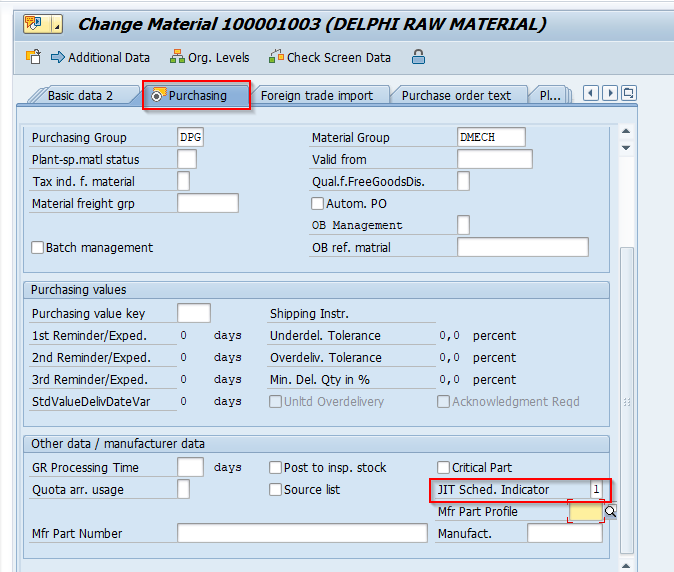 Change Material 100001003 (DELPHI RAW MATERIAL)
Additional Data Org. Levels Check Screen Data
Basic data 2 Purchasing Foreign trade import Purchase order text Pl...
Purchasing Group DPG Material Group DMECH
Plant-sp.matl status Valid from
Tax ind. f. material Qual.f.FreeGoodsDis.
Material freight grp Autom. PO
OB Management
Batch management OB ref. matrial
Purchasing values
Purchasing value key Shipping Instr.
1st Reminder/Exped. 0 days Underdel. Tolerance 0,0 percent
2nd Reminder/Exped. 0 days Overdeliv. Tolerance 0,0 percent
3rd Reminder/Exped. 0 days Min. Del. Qty in % 0,0 percent
StdValueDelivDateVar 0 days Unltd Overdelivery Acknowledgment Reqd
Other data / manufacturer data
GR Processing Time days Post to insp. stock Critical Part
Quota arr. usage Source list JIT Sched. Indicator 1
Mfr Part Profile
Mfr Part Number Manufact.